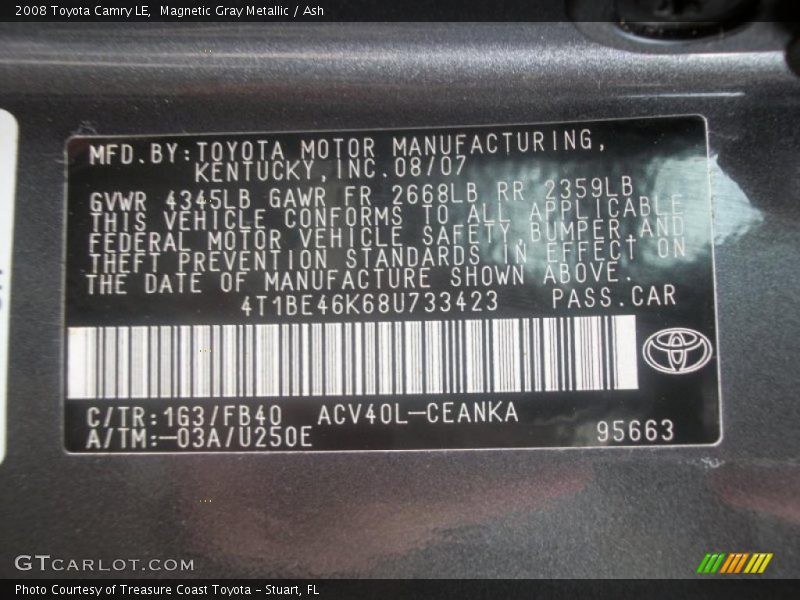 2008 Toyota Camry LE,  Magnetic Gray Metallic / Ash
MFD.BY:TOYOTA MOTOR MANUFACTURING,
KENTUCKY,INC.08/07
GVWR 4345LB GAWR FR 2668LB RR 2359LB
THIS VEHICLE CONFORMS TO ALL APPLICABLE
FEDERAL MOTOR VEHICLE SAFETY,BUMPER AND
THEFT PREVENTION STANDARDS IN EFFECT ON
THE DATE OF MANUFACTURE SHOWN ABOVE.
4T1BE46K68U733423 PASS.CAR
C/TR:1G3/FB40 ACV40L-CEANKA
A/TM:-03A/U250E 95663
GTCARLOT.COM
Photo Courtesy of Treasure Coast Toyota - Stuart, FL